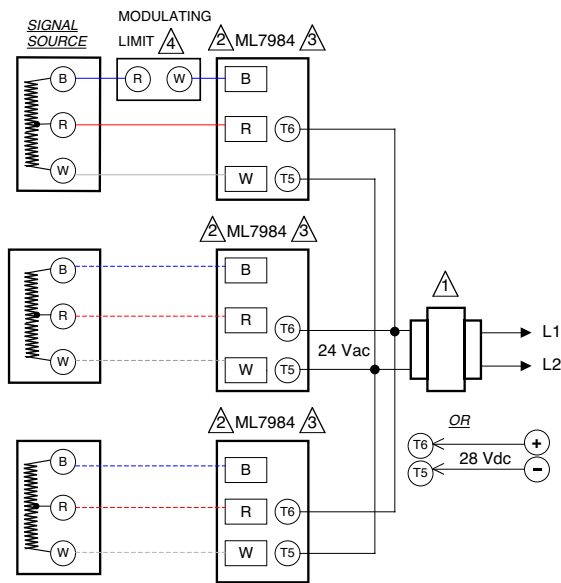 MODULATING
SIGNAL
SOURCE
LIMIT 4
2 ML7984 3
B
R W
B
R
R
T6
W
W
T5
2 ML7984 3
B
B
R
R
T6
24 Vac
W
W
T5
1
L1
L2
2 ML7984 3
B
B
R
R
T6
W
W
T5
OR
T6
+
28 Vdc
T5
−